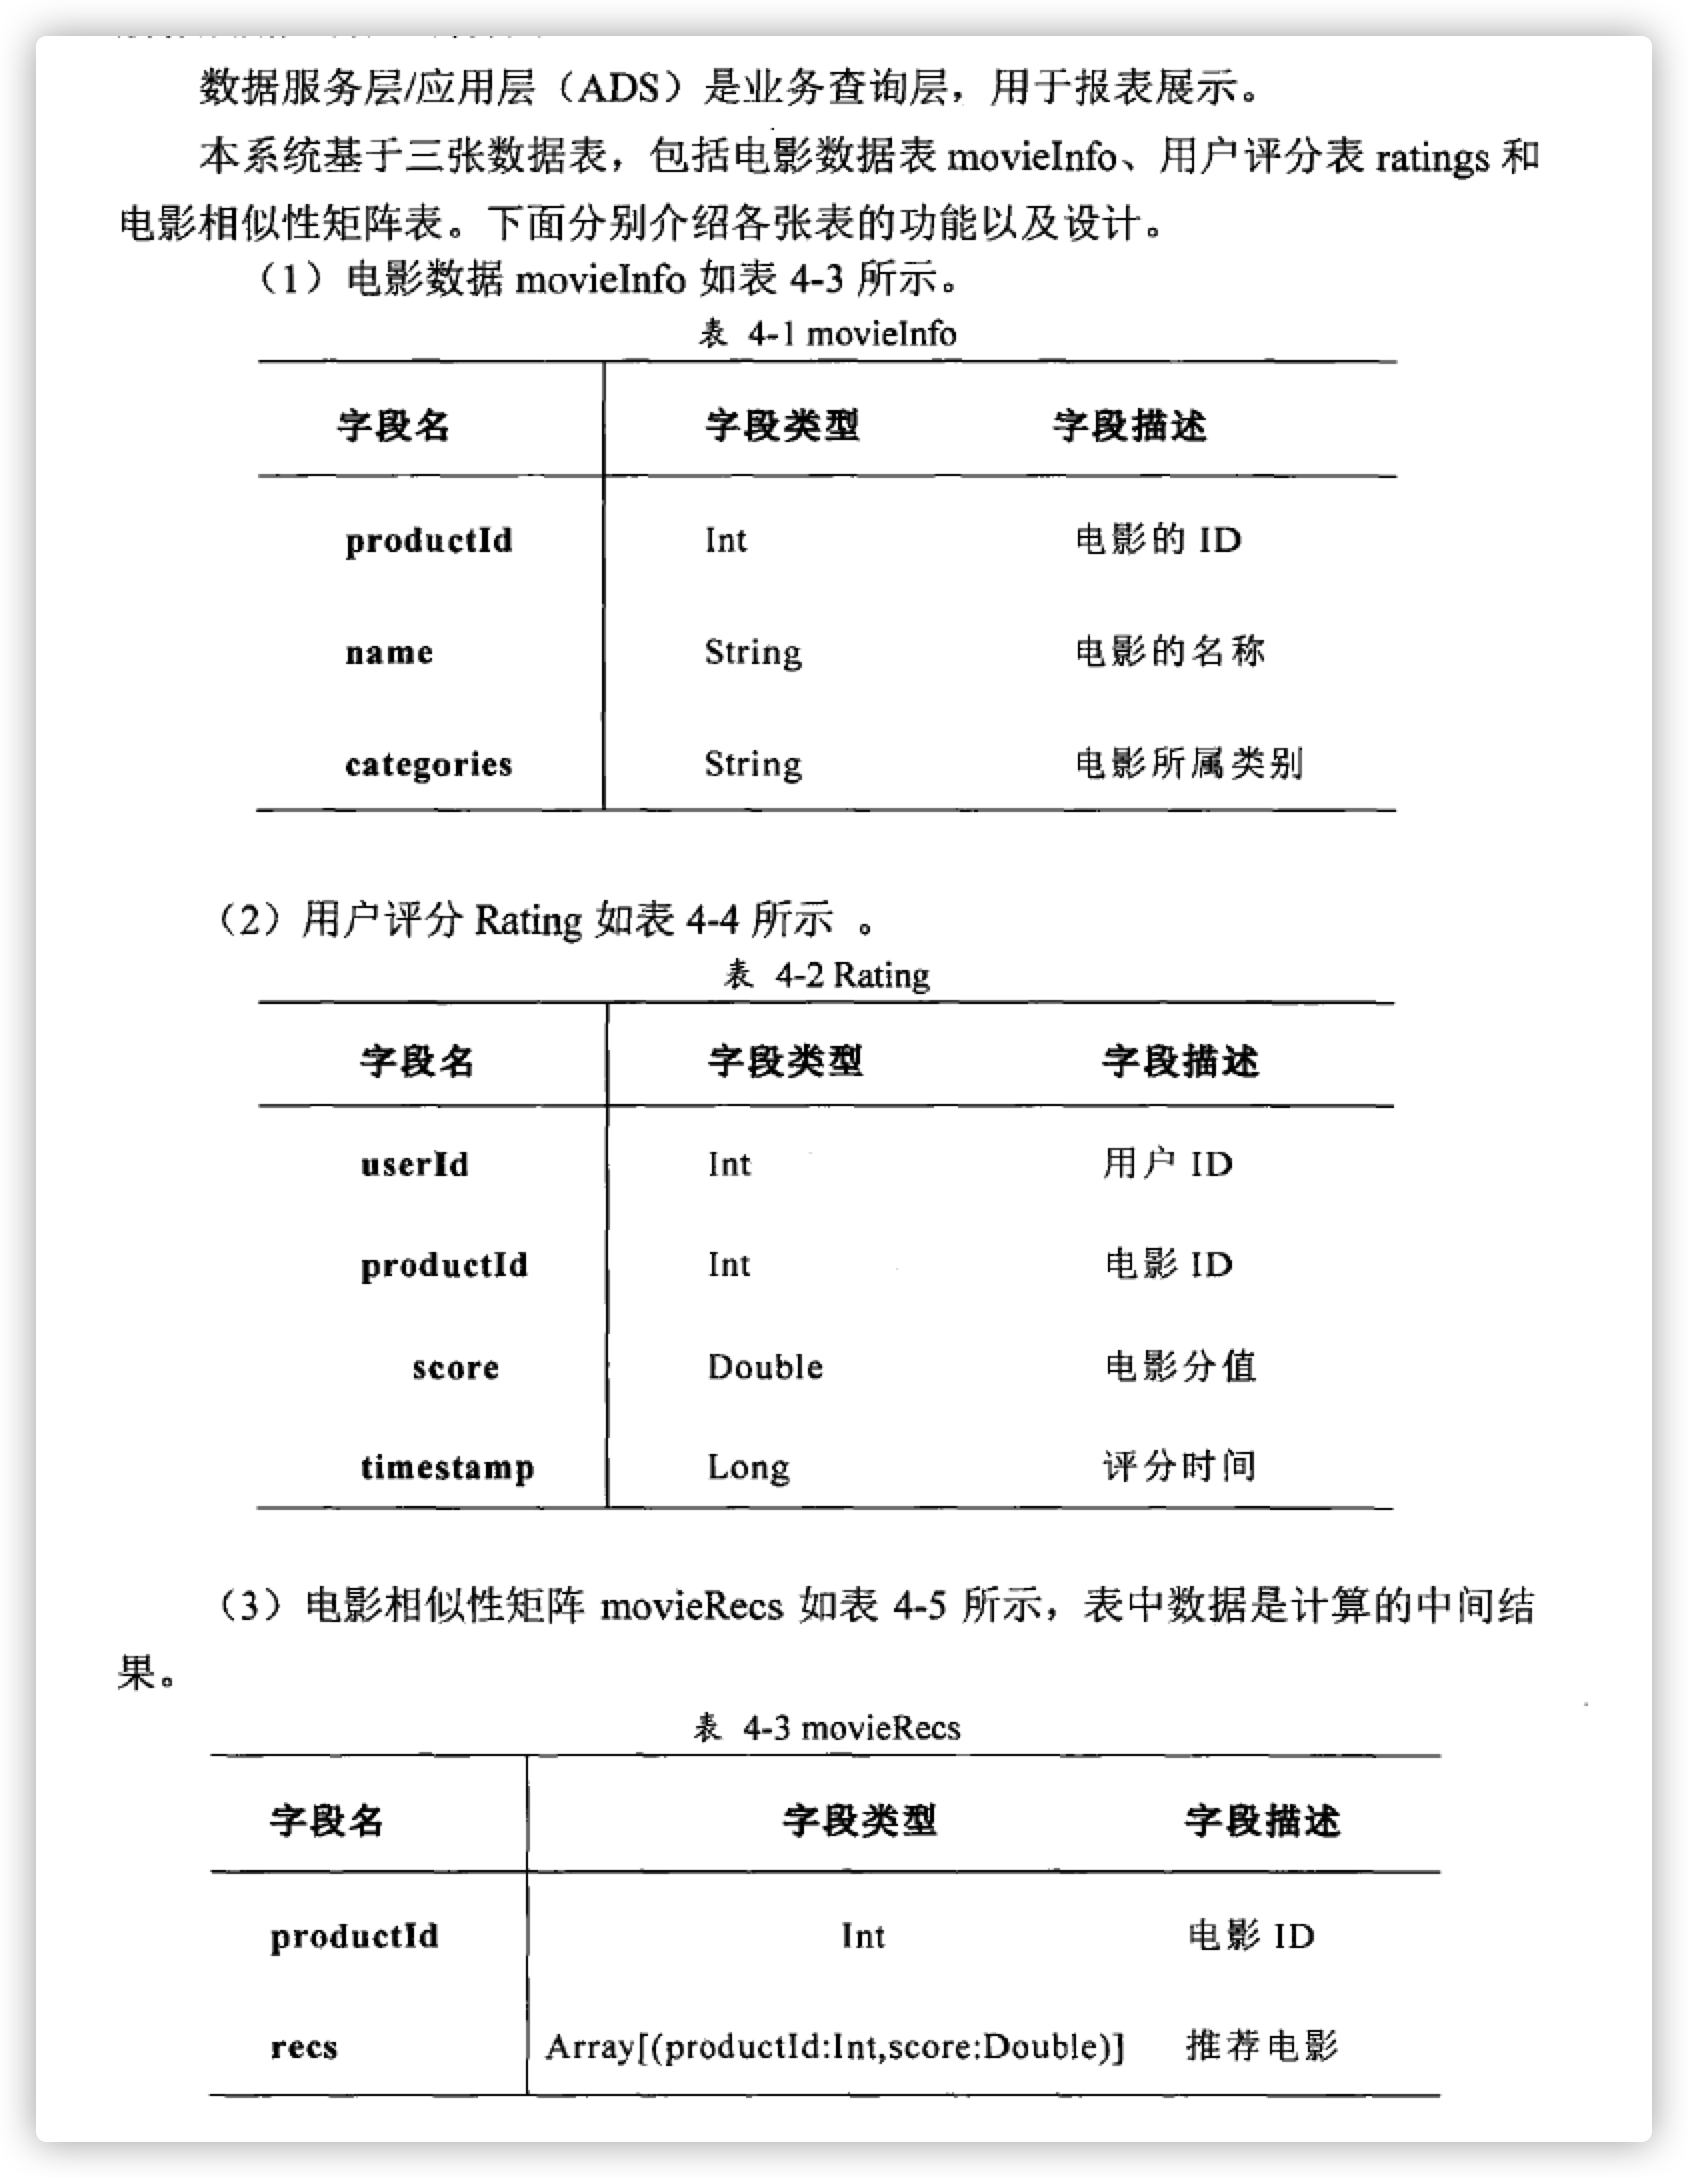 数据服务层/应用层（ADS）是业务查询层，用于报表展示。
本系统基于三张数据表，包括电影数据表 movieInfo、用户评分表 ratings 和
电影相似性矩阵表。下面分别介绍各张表的功能以及设计。
（1）电影数据 movieInfo 如表 4-3 所示。
表 4-1 movieInfo
字段名 字段类型 字段描述
productId Int 电影的 ID
name String 电影的名称
categories String 电影所属类别
（2）用户评分 Rating 如表 4-4 所示 。
表 4-2 Rating
字段名 字段类型 字段描述
userId Int 用户 ID
productId Int 电影 ID
score Double 电影分值
timestamp Long 评分时间
（3）电影相似性矩阵 movieRecs 如表 4-5 所示，表中数据是计算的中间结
果。
表 4-3 movieRecs
字段名 字段类型 字段描述
productId Int 电影 ID
recs Array[(productId:Int,score:Double)] 推荐电影